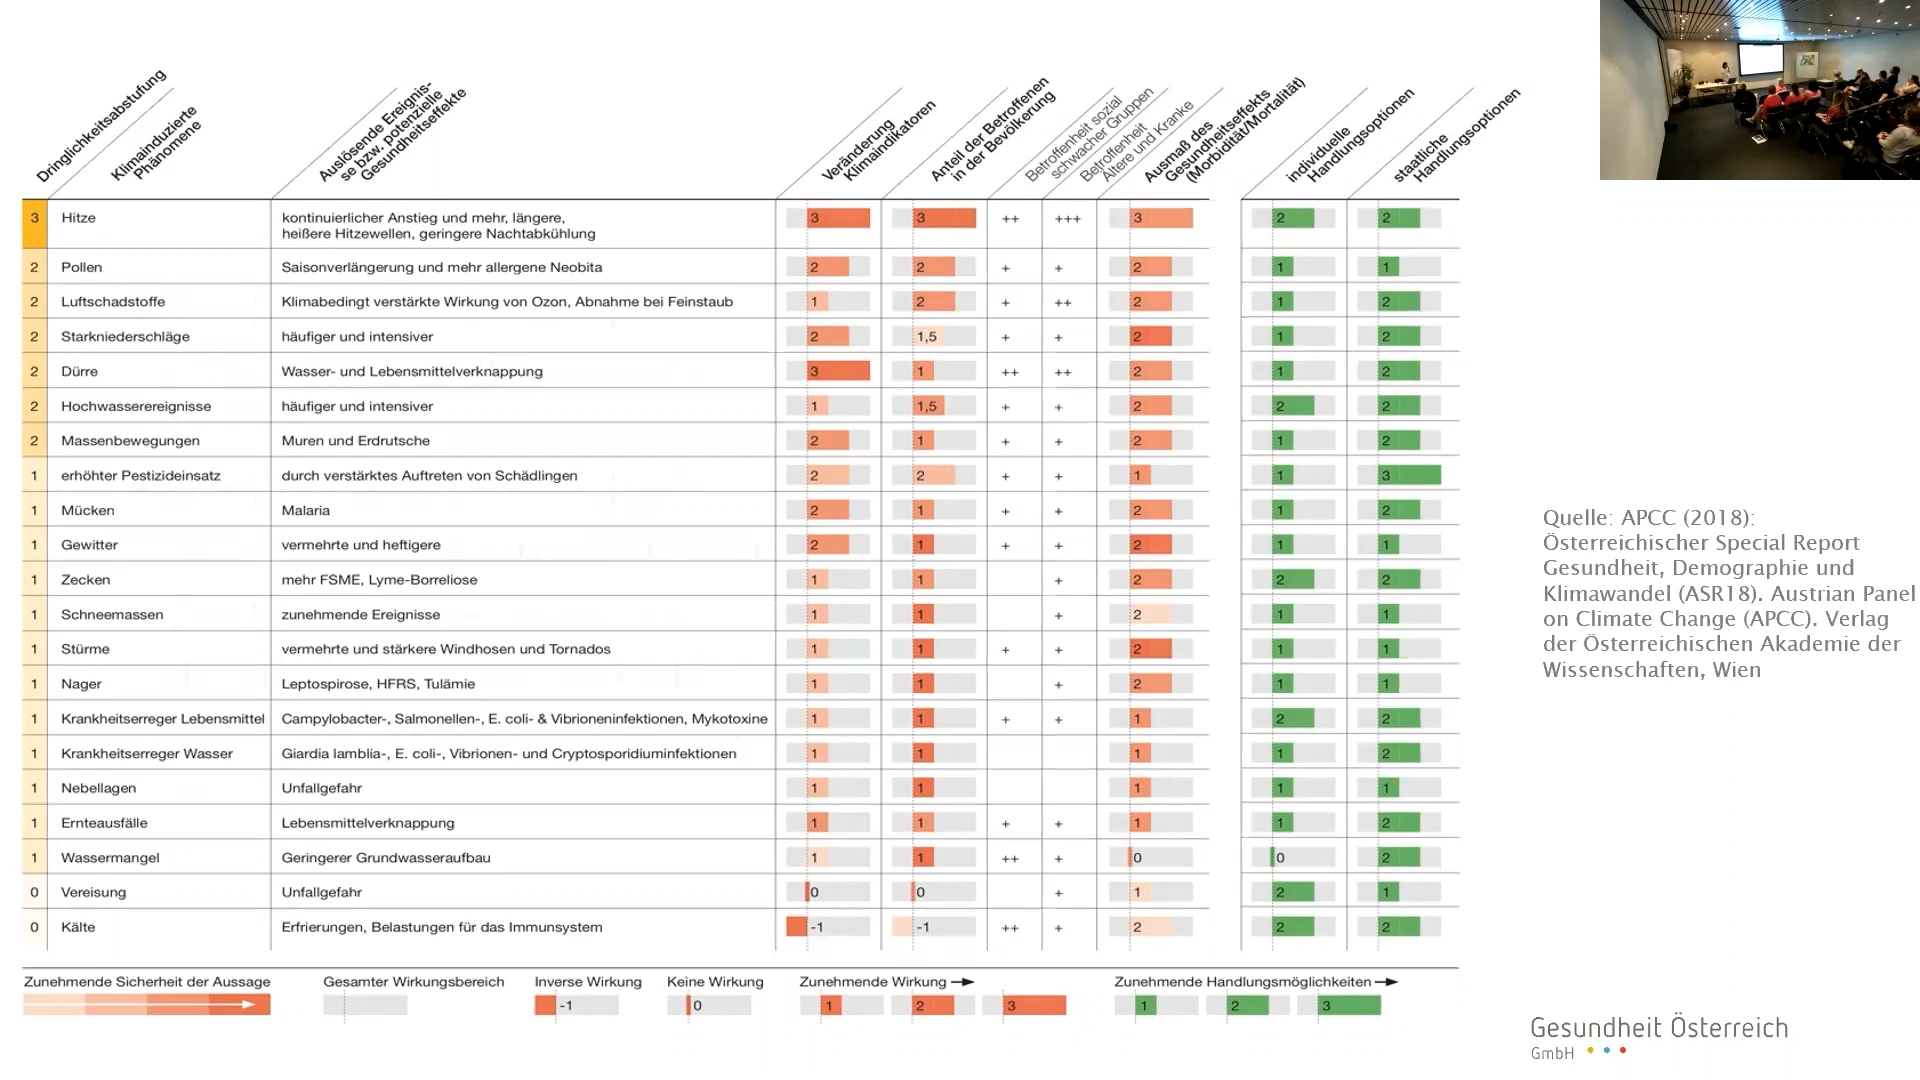 Dringlichkeitsabstufung
Klimainduzierte
Phänomene
Auslösende Ereignis-
se bzw. potenzielle
Gesundheitseffekte
Veränderung
Klimaindikatoren
Anteil der Betroffenen
in der Bevölkerung
Betroffenheit sozial
schwacher Gruppen
Betroffenheit
Ältere und Kranke
Ausmaß des
Gesundheitseffekts
(Morbidität/Mortalität)
individuelle
Handlungsoptionen
staatliche
Handlungsoptionen
3 Hitze kontinuierlicher Anstieg und mehr, längere, 3 3 ++ +++ 3 2 2
heißere Hitzewellen, geringere Nachtabkühlung
2 Pollen Saisonverlängerung und mehr allergene Neobita 2 2 + + 2 1 1
2 Luftschadstoffe Klimabedingt verstärkte Wirkung von Ozon, Abnahme bei Feinstaub 1 2 + ++ 2 1 2
2 Starkniederschläge häufiger und intensiver 2 1,5 + + 2 1 2
2 Dürre Wasser- und Lebensmittelverknappung 3 1 ++ ++ 2 1 2
2 Hochwasserereignisse häufiger und intensiver 1 1,5 + + 2 2 2
2 Massenbewegungen Muren und Erdrutsche 2 1 + + 2 1 2
1 erhöhter Pestizideinsatz durch verstärktes Auftreten von Schädlingen 2 2 + + 1 1 3
1 Mücken Malaria 2 1 + + 2 1 2
1 Gewitter vermehrte und heftigere 2 1 + + 2 1 1
1 Zecken mehr FSME, Lyme-Borreliose 1 1 + 2 2 2
1 Schneemassen zunehmende Ereignisse 1 1 + 2 1 1
1 Stürme vermehrte und stärkere Windhosen und Tornados 1 1 + + 2 1 1
1 Nager Leptospirose, HFRS, Tulämie 1 1 + 2 1 1
1 Krankheitserreger Lebensmittel Campylobacter-, Salmonellen-, E. coli- & Vibrioneninfektionen, Mykotoxine 1 1 + + 1 2 2
1 Krankheitserreger Wasser Giardia lamblia-, E. coli-, Vibrionen- und Cryptosporidiuminfektionen 1 1 1 1 2
1 Nebellagen Unfallgefahr 1 1 1 1 1
1 Ernteausfälle Lebensmittelverknappung 1 1 + + 1 1 2
1 Wassermangel Geringerer Grundwasseraufbau 1 1 ++ + 0 0 2
0 Vereisung Unfallgefahr 0 0 + 1 2 1
0 Kälte Erfrierungen, Belastungen für das Immunsystem -1 -1 ++ + 2 2 2
Zunehmende Sicherheit der Aussage Gesamter Wirkungsbereich Inverse Wirkung Keine Wirkung Zunehmende Wirkung Zunehmende Handlungsmöglichkeiten
-1 0 1 2 3 1 2 3
Quelle: APCC (2018):
Österreichischer Special Report
Gesundheit, Demographie und
Klimawandel (ASR18). Austrian Panel
on Climate Change (APCC). Verlag
der Österreichischen Akademie der
Wissenschaften, Wien
Gesundheit Österreich
GmbH